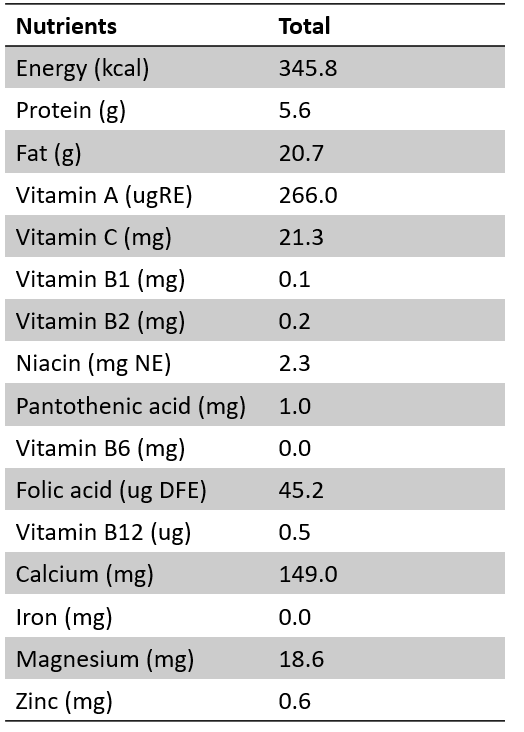 Nutrients Total
Energy (kcal) 345.8
Protein (g) 5.6
Fat (g) 20.7
Vitamin A (ugRE) 266.0
Vitamin C (mg) 21.3
Vitamin B1 (mg) 0.1
Vitamin B2 (mg) 0.2
Niacin (mg NE) 2.3
Pantothenic acid (mg) 1.0
Vitamin B6 (mg) 0.0
Folic acid (ug DFE) 45.2
Vitamin B12 (ug) 0.5
Calcium (mg) 149.0
Iron (mg) 0.0
Magnesium (mg) 18.6
Zinc (mg) 0.6